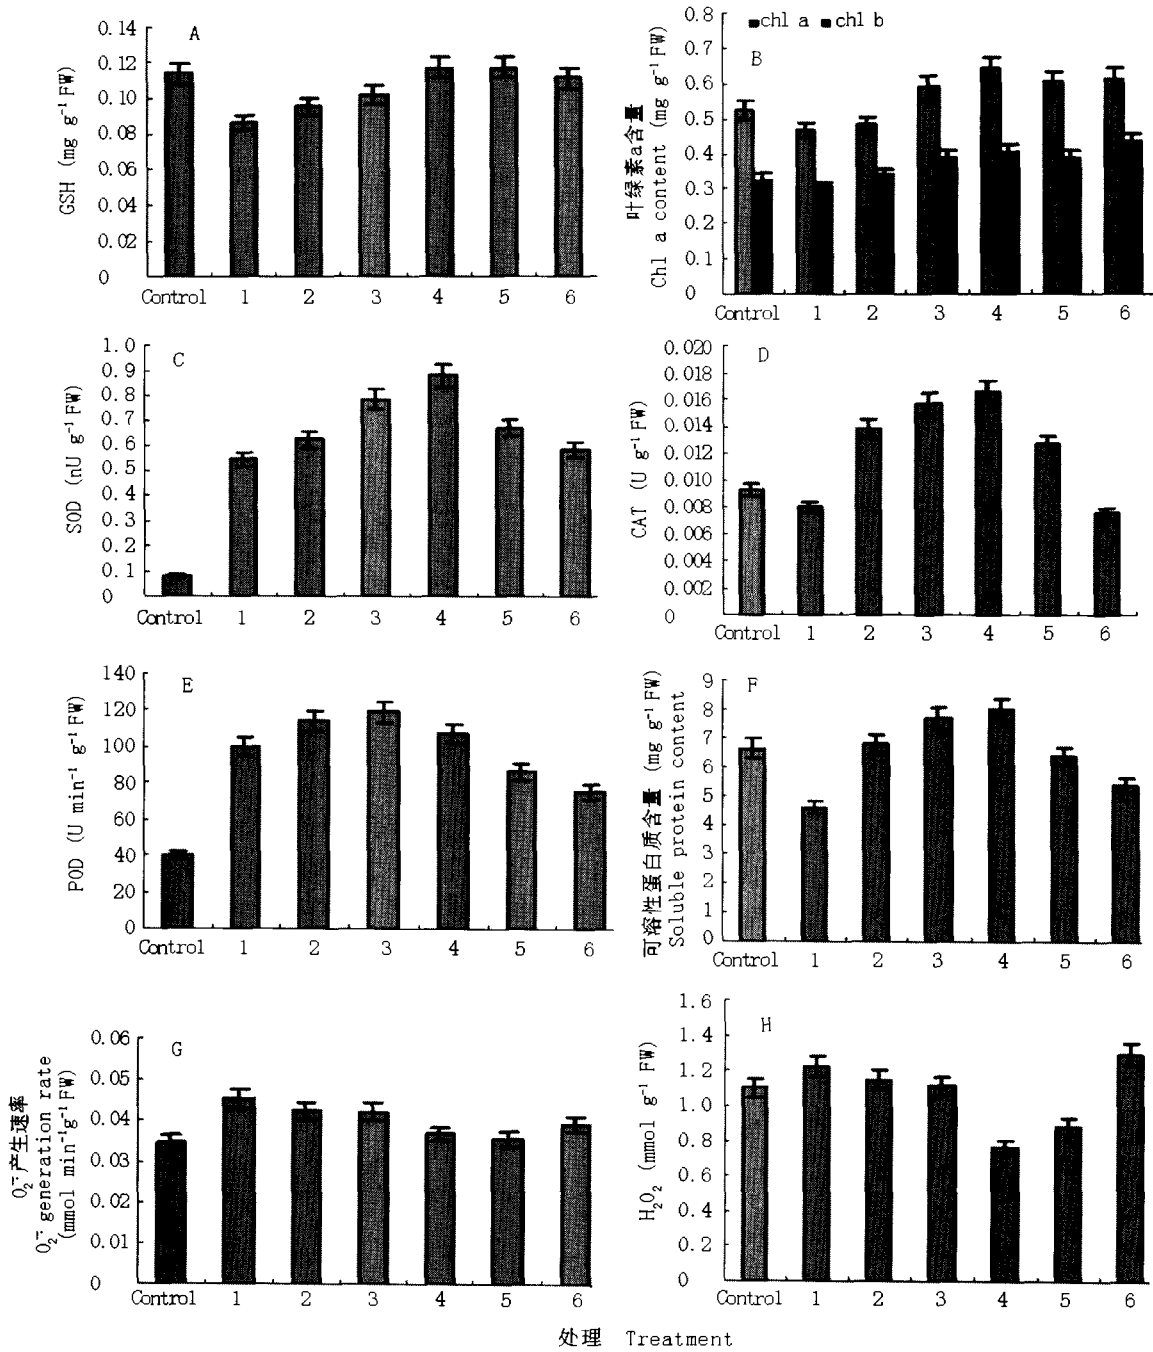 A
GSH (mg g⁻¹ FW)
0.14
0.12
0.10
0.08
0.06
0.04
0.02
0
Control 1 2 3 4 5 6
■chl a ■chl b
B
叶绿素a含量
Chl a content (mg g⁻¹ FW)
0.8
0.7
0.6
0.5
0.4
0.3
0.2
0.1
0
Control 1 2 3 4 5 6
C
SOD (nU g⁻¹ FW)
1.0
0.9
0.8
0.7
0.6
0.5
0.4
0.3
0.2
0.1
0
Control 1 2 3 4 5 6
D
CAT (U g⁻¹ FW)
0.020
0.018
0.016
0.014
0.012
0.010
0.008
0.006
0.004
0.002
0
Control 1 2 3 4 5 6
E
POD (U min⁻¹ g⁻¹ FW)
140
120
100
80
60
40
20
0
Control 1 2 3 4 5 6
F
可溶性蛋白质含量 (mg g⁻¹ FW)
Soluble protein content
9
8
7
6
5
4
3
2
1
0
Control 1 2 3 4 5 6
G
O₂⁻·产生速率
O₂⁻· generation rate
(mmol min⁻¹g⁻¹ FW)
0.06
0.05
0.04
0.03
0.02
0.01
0
Control 1 2 3 4 5 6
H
H₂O₂ (mmol g⁻¹ FW)
1.6
1.4
1.2
1.0
0.8
0.6
0.4
0.2
0
Control 1 2 3 4 5 6
处理 Treatment